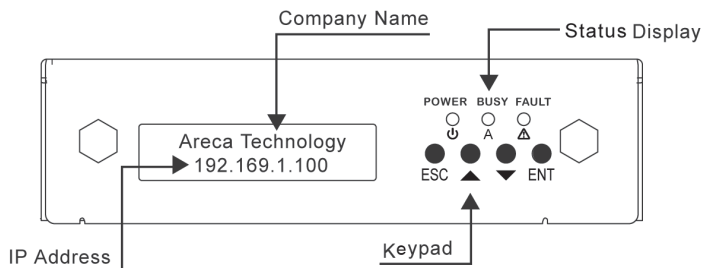 Company Name
Status Display
POWER BUSY FAULT
A
Areca Technology
192.169.1.100
ESC ENT
IP Address
Keypad